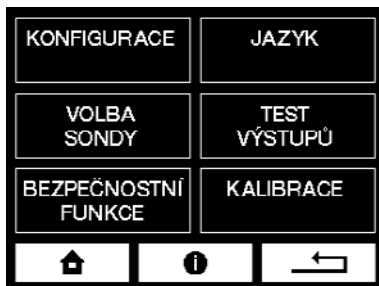 KONFIGURACE
JAZYK
VOLBA
SONDY
TEST
VÝSTUPŮ
BEZPEČNOSTNÍ
FUNKCE
KALIBRACE